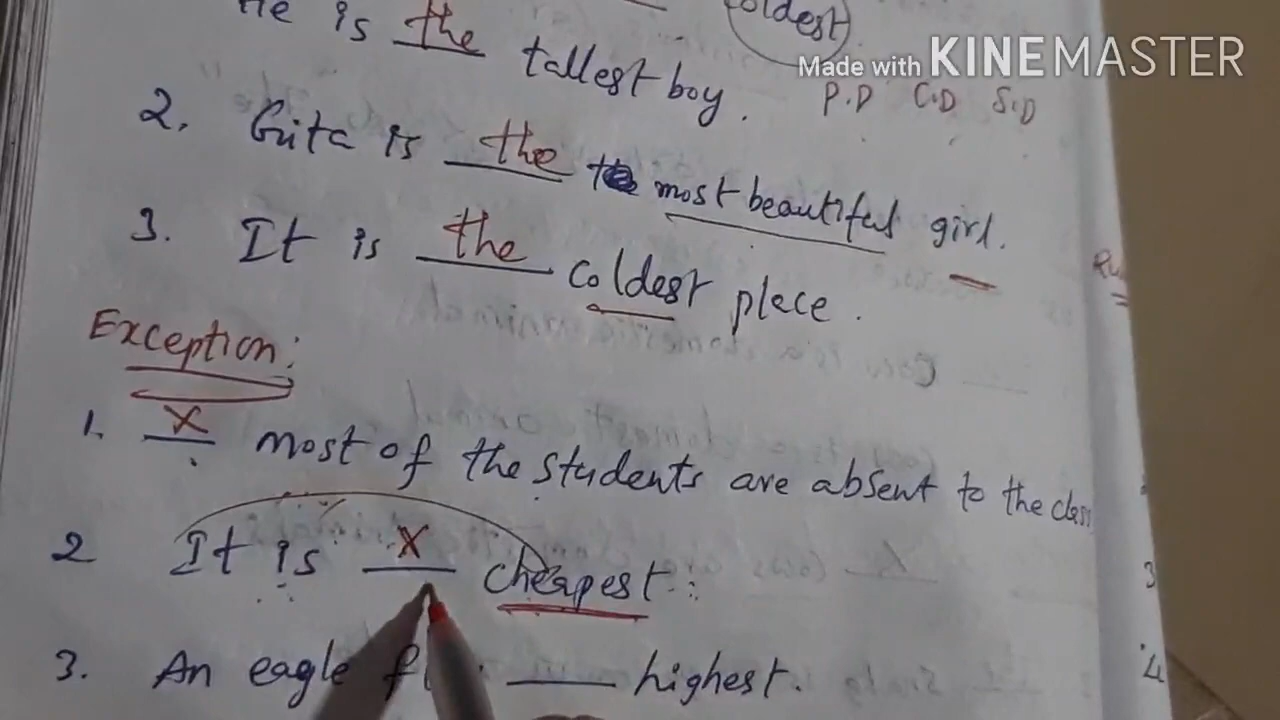 He is the tallest boy.
coldest
Made with KINEMASTER
P.D C.D S.D
2. Gita is the most beautiful girl.
3. It is the coldest place.
Exception:
1. X most of the students are absent to the class
2 It is X cheapest.
3. An eagle highest.
3
4